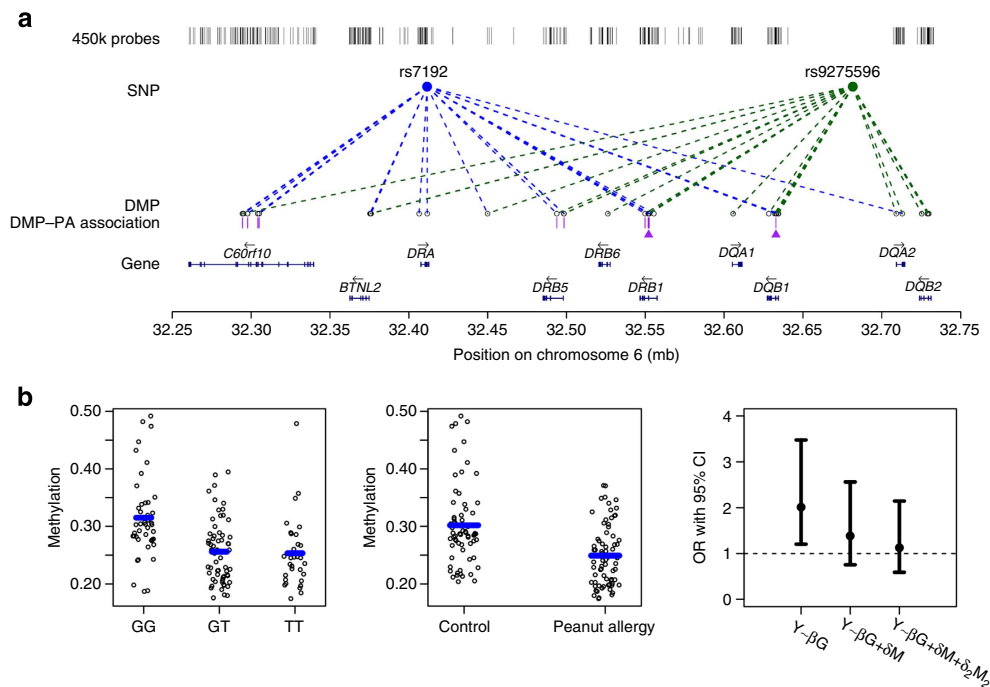 a
450k probes
SNP
rs7192
rs9275596
DMP
DMP–PA association
Gene
C60rf10
DRA
DRB6
DQA1
DQA2
BTNL2
DRB5
DRB1
DQB1
DQB2
32.25 32.30 32.35 32.40 32.45 32.50 32.55 32.60 32.65 32.70 32.75
Position on chromosome 6 (mb)
b
Methylation
0.50
0.40
0.30
0.20
GG GT TT
Methylation
0.50
0.40
0.30
0.20
Control Peanut allergy
OR with 95% CI
4
3
2
1
0
Y~βG
Y~βG+δM
Y~βG+δM+δ₂M₂